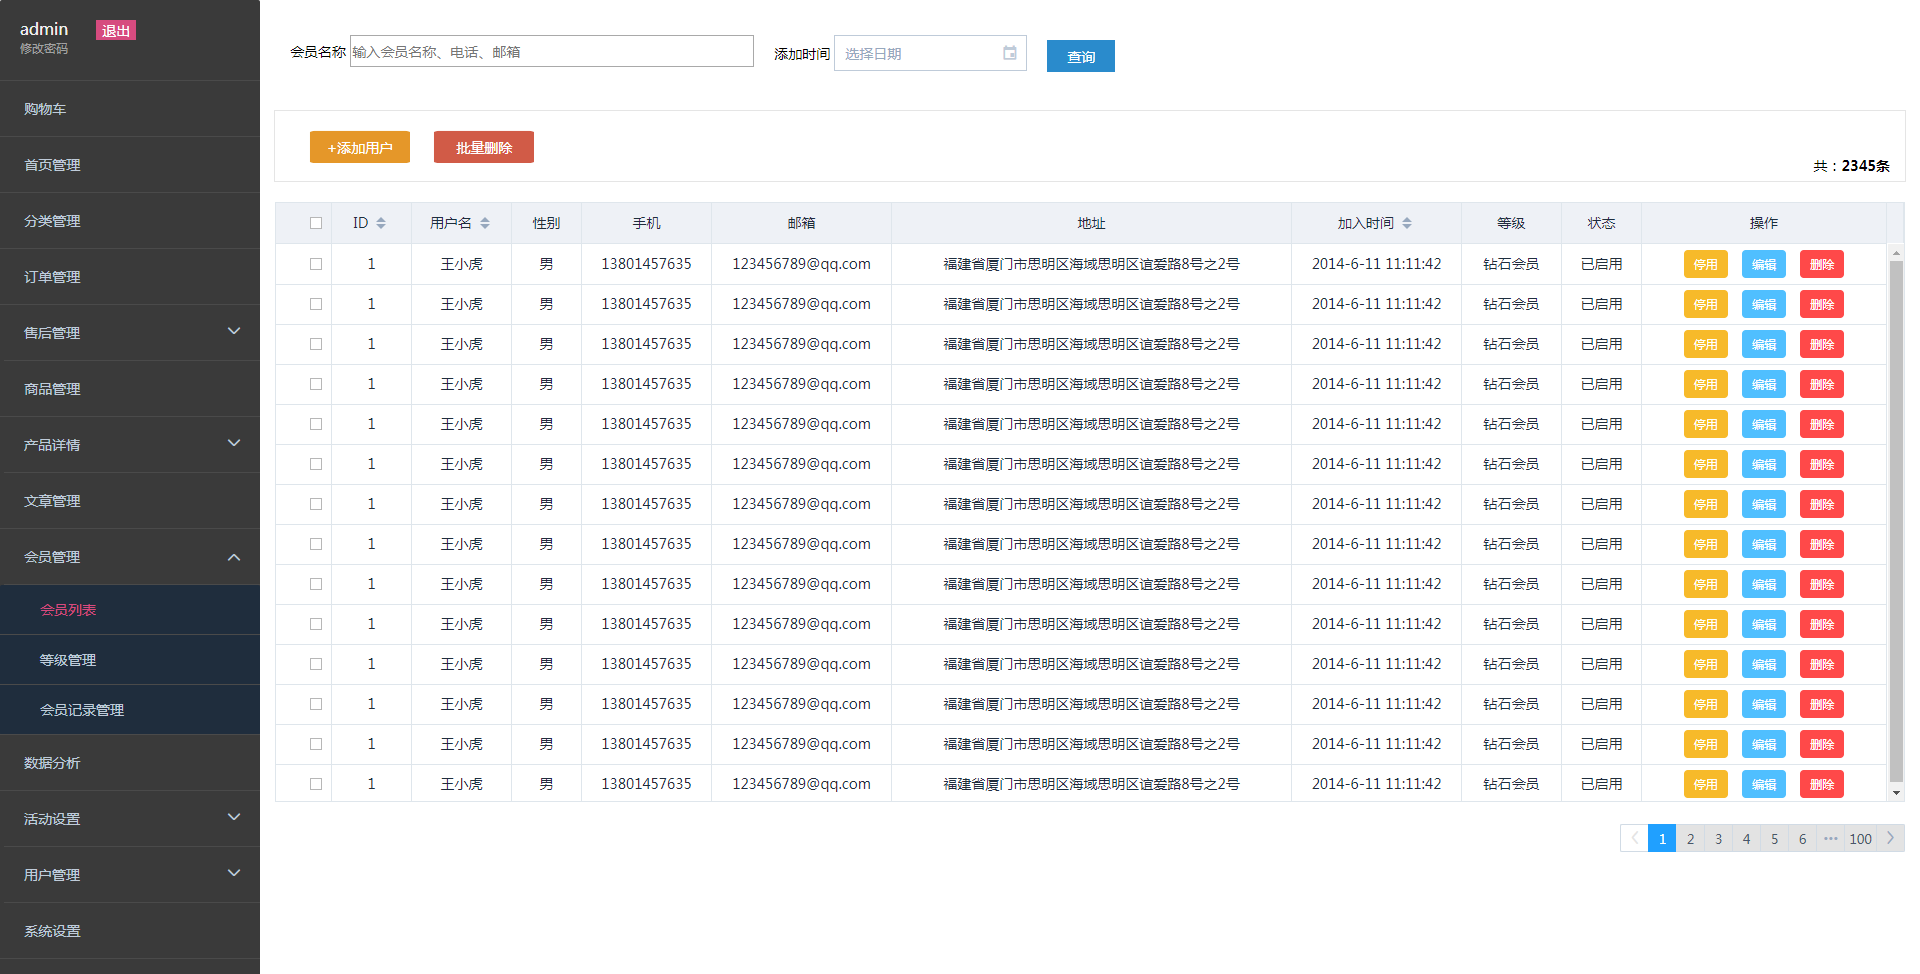 admin 退出
修改密码
购物车
首页管理
分类管理
订单管理
售后管理
商品管理
产品详情
文章管理
会员管理
会员列表
等级管理
会员记录管理
数据分析
活动设置
用户管理
系统设置
会员名称 输入会员名称、电话、邮箱 添加时间 选择日期 查询
+添加用户 批量删除
共：2345条
ID 用户名 性别 手机 邮箱 地址 加入时间 等级 状态 操作
1 王小虎 男 13801457635 123456789@qq.com 福建省厦门市思明区海域思明区谊爱路8号之2号 2014-6-11 11:11:42 钻石会员 已启用 停用 编辑 删除
1 王小虎 男 13801457635 123456789@qq.com 福建省厦门市思明区海域思明区谊爱路8号之2号 2014-6-11 11:11:42 钻石会员 已启用 停用 编辑 删除
1 王小虎 男 13801457635 123456789@qq.com 福建省厦门市思明区海域思明区谊爱路8号之2号 2014-6-11 11:11:42 钻石会员 已启用 停用 编辑 删除
1 王小虎 男 13801457635 123456789@qq.com 福建省厦门市思明区海域思明区谊爱路8号之2号 2014-6-11 11:11:42 钻石会员 已启用 停用 编辑 删除
1 王小虎 男 13801457635 123456789@qq.com 福建省厦门市思明区海域思明区谊爱路8号之2号 2014-6-11 11:11:42 钻石会员 已启用 停用 编辑 删除
1 王小虎 男 13801457635 123456789@qq.com 福建省厦门市思明区海域思明区谊爱路8号之2号 2014-6-11 11:11:42 钻石会员 已启用 停用 编辑 删除
1 王小虎 男 13801457635 123456789@qq.com 福建省厦门市思明区海域思明区谊爱路8号之2号 2014-6-11 11:11:42 钻石会员 已启用 停用 编辑 删除
1 王小虎 男 13801457635 123456789@qq.com 福建省厦门市思明区海域思明区谊爱路8号之2号 2014-6-11 11:11:42 钻石会员 已启用 停用 编辑 删除
1 王小虎 男 13801457635 123456789@qq.com 福建省厦门市思明区海域思明区谊爱路8号之2号 2014-6-11 11:11:42 钻石会员 已启用 停用 编辑 删除
1 王小虎 男 13801457635 123456789@qq.com 福建省厦门市思明区海域思明区谊爱路8号之2号 2014-6-11 11:11:42 钻石会员 已启用 停用 编辑 删除
1 王小虎 男 13801457635 123456789@qq.com 福建省厦门市思明区海域思明区谊爱路8号之2号 2014-6-11 11:11:42 钻石会员 已启用 停用 编辑 删除
1 王小虎 男 13801457635 123456789@qq.com 福建省厦门市思明区海域思明区谊爱路8号之2号 2014-6-11 11:11:42 钻石会员 已启用 停用 编辑 删除
1 王小虎 男 13801457635 123456789@qq.com 福建省厦门市思明区海域思明区谊爱路8号之2号 2014-6-11 11:11:42 钻石会员 已启用 停用 编辑 删除
1 王小虎 男 13801457635 123456789@qq.com 福建省厦门市思明区海域思明区谊爱路8号之2号 2014-6-11 11:11:42 钻石会员 已启用 停用 编辑 删除
1 2 3 4 5 6 ··· 100